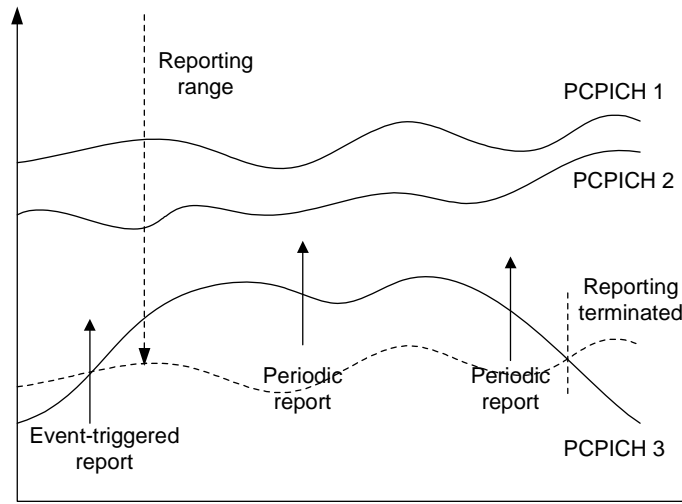 Reporting
range
PCPICH 1
PCPICH 2
Reporting
terminated
Periodic
report
Periodic
report
Event-triggered
report
PCPICH 3